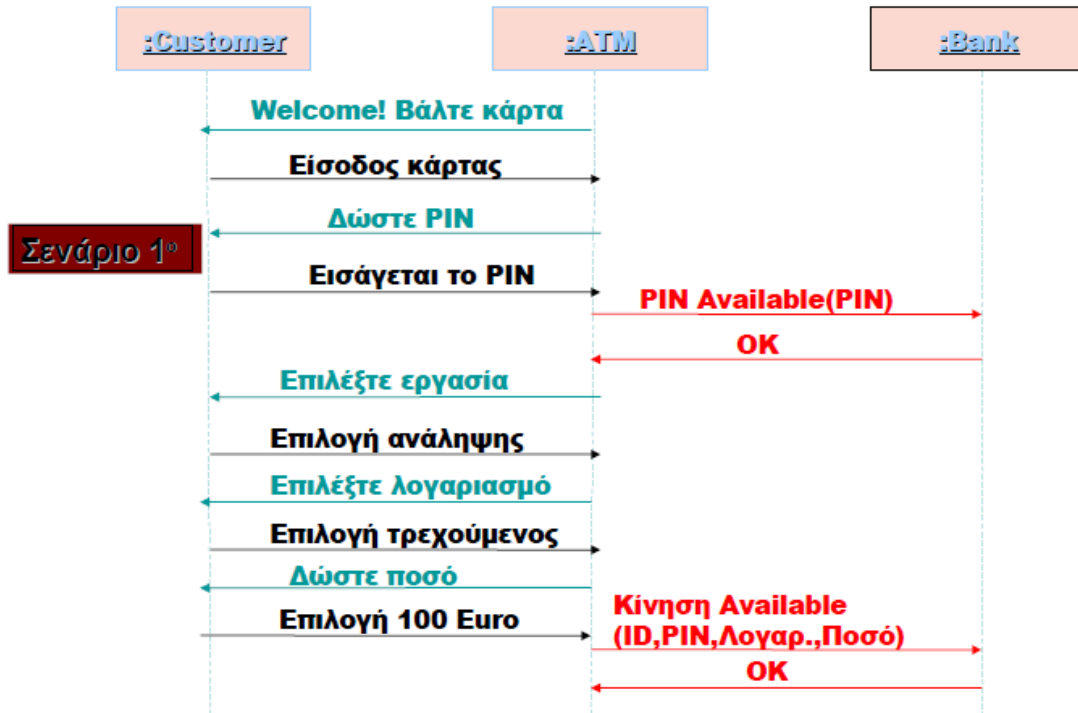 :Customer :ATM :Bank
Welcome! Βάλτε κάρτα
Είσοδος κάρτας
Δώστε PIN
Σενάριο 1ο
Εισάγεται το PIN
PIN Available(PIN)
OK
Επιλέξτε εργασία
Επιλογή ανάληψης
Επιλέξτε λογαριασμό
Επιλογή τρεχούμενος
Δώστε ποσό
Επιλογή 100 Euro
Κίνηση Available
(ID,PIN,Λογαρ.,Ποσό)
OK